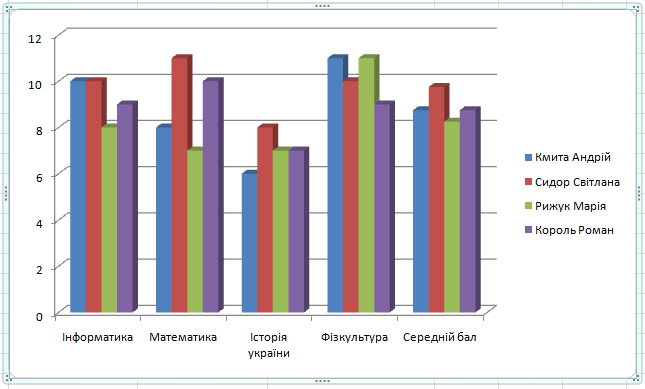 12
10
8
6
4
2
0
Інформатика
Математика
Історія
україни
Фізкультура
Середній бал
Кмита Андрій
Сидор Світлана
Рижук Марія
Король Роман